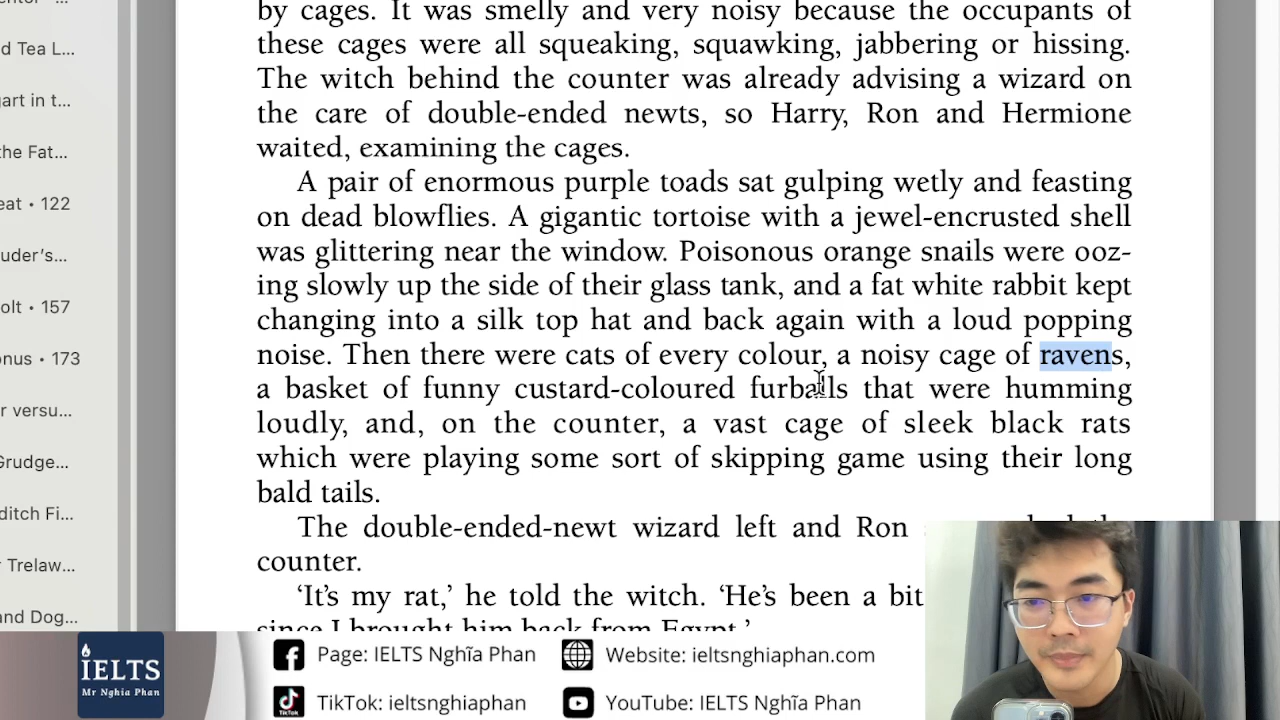 d Tea L...
art in t...
the Fat...
eat • 122
uder's...
olt • 157
onus • 173
r versu...
Grudge...
ditch Fi...
r Trelaw...
and Dog...
by cages. It was smelly and very noisy because the occupants of
these cages were all squeaking, squawking, jabbering or hissing.
The witch behind the counter was already advising a wizard on
the care of double-ended newts, so Harry, Ron and Hermione
waited, examining the cages.
A pair of enormous purple toads sat gulping wetly and feasting
on dead blowflies. A gigantic tortoise with a jewel-encrusted shell
was glittering near the window. Poisonous orange snails were ooz-
ing slowly up the side of their glass tank, and a fat white rabbit kept
changing into a silk top hat and back again with a loud popping
noise. Then there were cats of every colour, a noisy cage of ravens,
a basket of funny custard-coloured furballs that were humming
loudly, and, on the counter, a vast cage of sleek black rats
which were playing some sort of skipping game using their long
bald tails.
The double-ended-newt wizard left and Ron
counter.
‘It’s my rat,’ he told the witch. ‘He’s been a bit
since I brought him back from Egypt.’
IELTS
Mr Nghia Phan
Page: IELTS Nghĩa Phan
Website: ieltsnghiaphan.com
TikTok: ieltsnghiaphan
YouTube: IELTS Nghĩa Phan